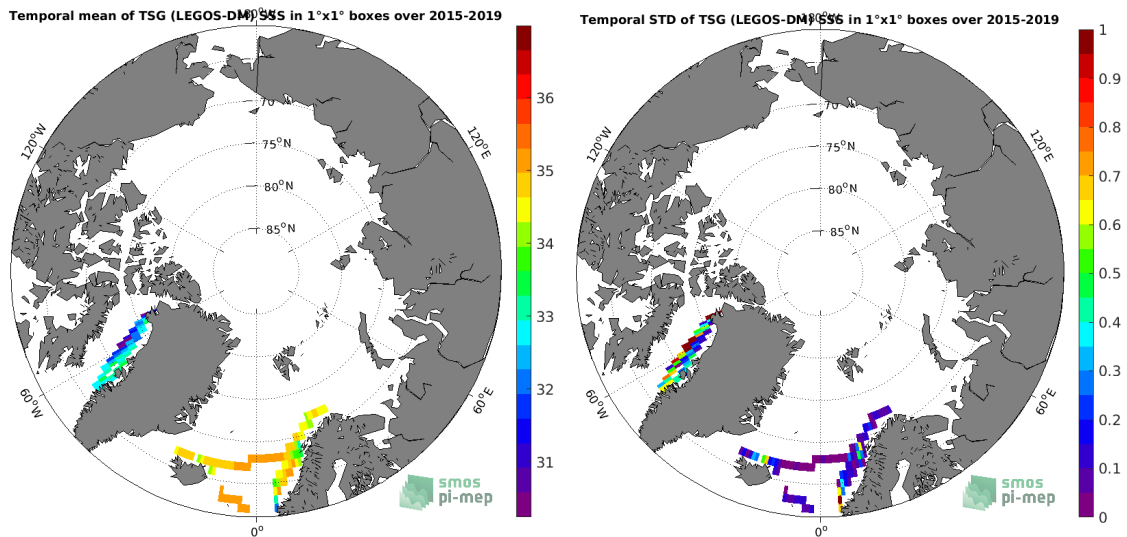 Temporal mean of TSG (LEGOS-DM) SSS in 1°x1° boxes over 2015-2019
180°W
70
75°N
80°N
85°N
120°W
120°E
60°W
60°E
0°
36
35
34
33
32
31
smos
pi-mep
Temporal STD of TSG (LEGOS-DM) SSS in 1°x1° boxes over 2015-2019
180°W
70
75°N
80°N
85°N
120°W
120°E
60°W
60°E
0°
1
0.9
0.8
0.7
0.6
0.5
0.4
0.3
0.2
0.1
0
smos
pi-mep